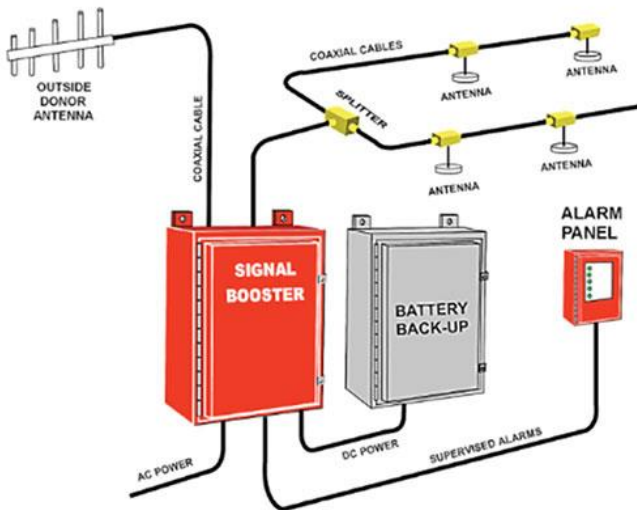 OUTSIDE
DONOR
ANTENNA
COAXIAL CABLE
COAXIAL CABLES
SPLITTER
ANTENNA
ANTENNA
ANTENNA
ANTENNA
SIGNAL
BOOSTER
BATTERY
BACK-UP
ALARM
PANEL
AC POWER
DC POWER
SUPERVISED ALARMS